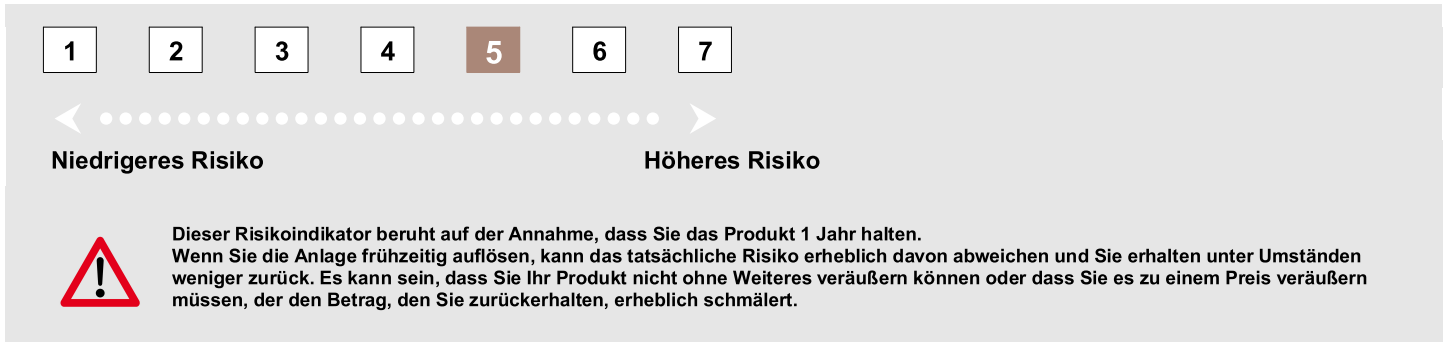 1 2 3 4 5 6 7
Niedrigeres Risiko Höheres Risiko
Dieser Risikoindikator beruht auf der Annahme, dass Sie das Produkt 1 Jahr halten.
Wenn Sie die Anlage frühzeitig auflösen, kann das tatsächliche Risiko erheblich davon abweichen und Sie erhalten unter Umständen
weniger zurück. Es kann sein, dass Sie Ihr Produkt nicht ohne Weiteres veräußern können oder dass Sie es zu einem Preis veräußern
müssen, der den Betrag, den Sie zurückerhalten, erheblich schmälert.